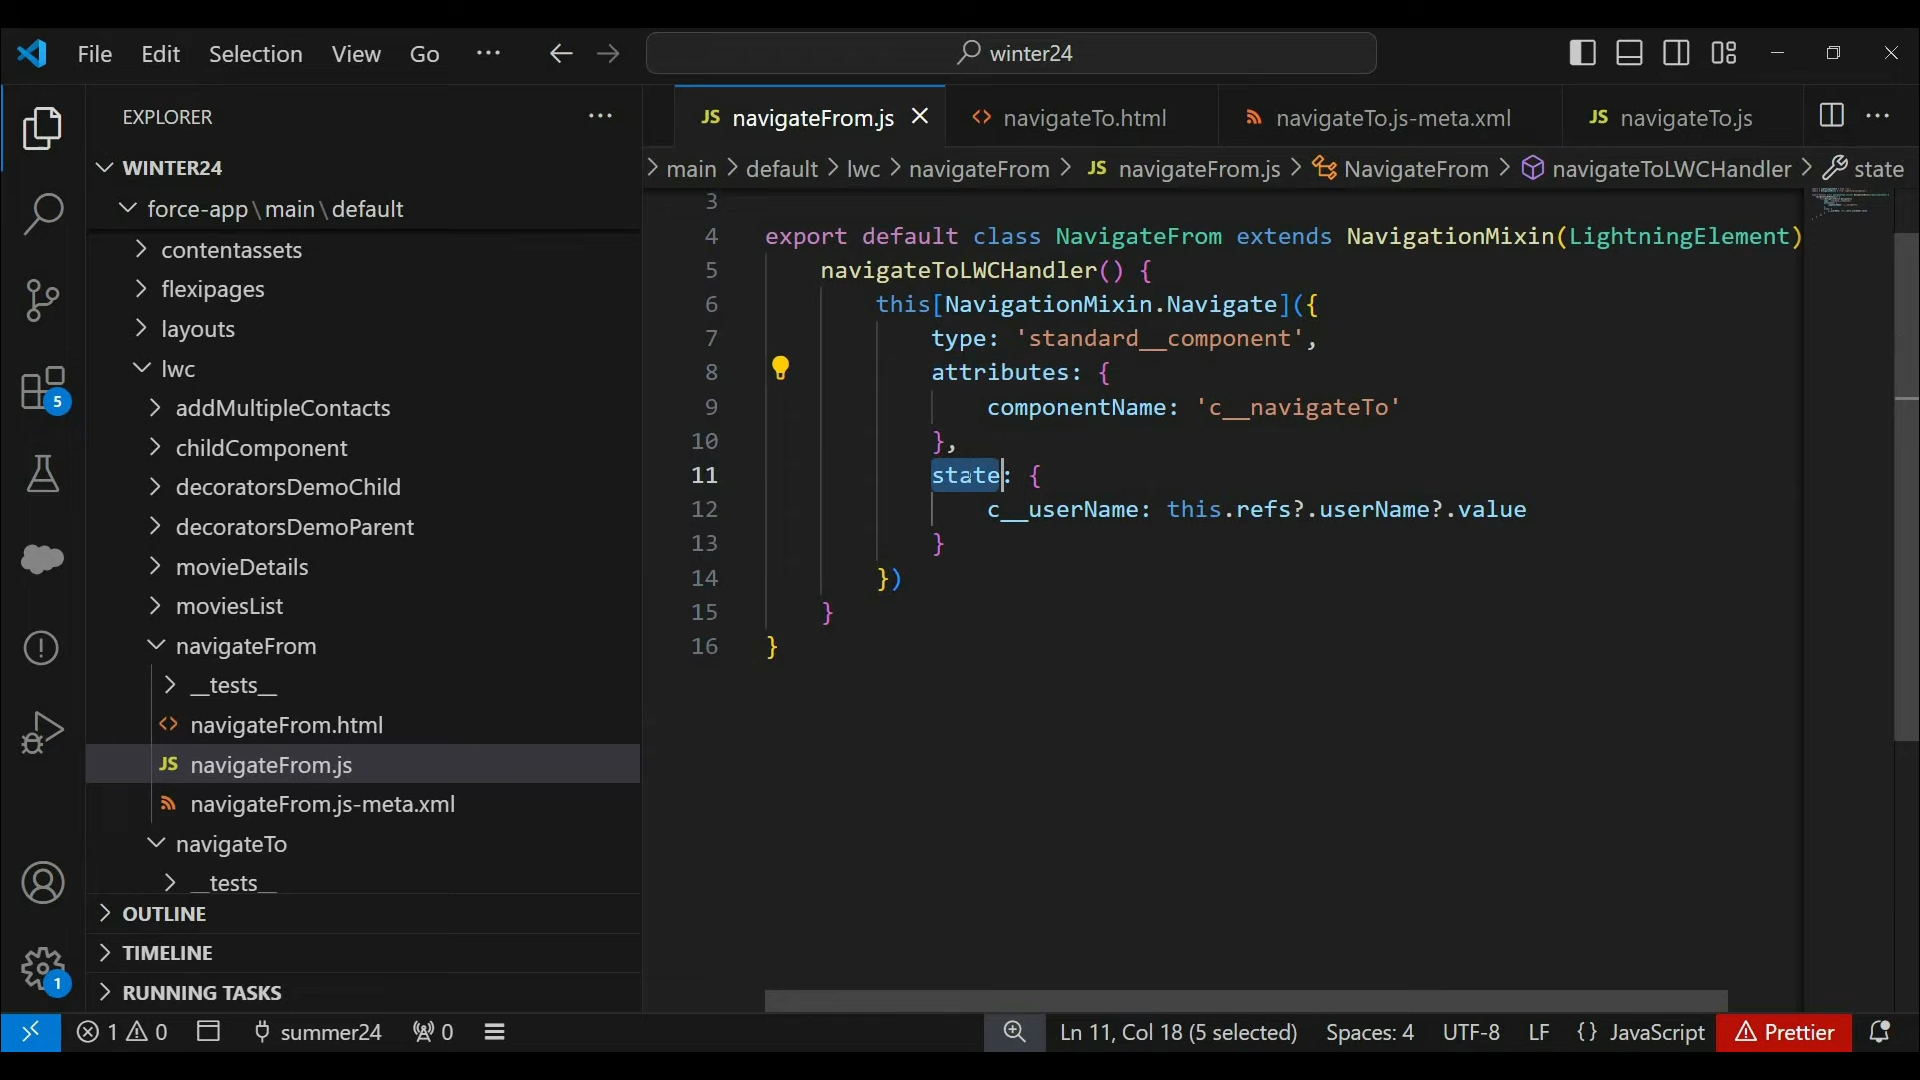 File Edit Selection View Go ··· winter24
EXPLORER ···
WINTER24
force-app\main\default
contentassets
flexipages
layouts
lwc
addMultipleContacts
childComponent
decoratorsDemoChild
decoratorsDemoParent
movieDetails
moviesList
navigateFrom
__tests__
<> navigateFrom.html
JS navigateFrom.js
navigateFrom.js-meta.xml
navigateTo
__tests__
OUTLINE
TIMELINE
RUNNING TASKS
5
1
JS navigateFrom.js <> navigateTo.html navigateTo.js-meta.xml JS navigateTo.js ···
> main > default > lwc > navigateFrom > JS navigateFrom.js > NavigateFrom > navigateToLWCHandler > state
3
4 export default class NavigateFrom extends NavigationMixin(LightningElement)
5 navigateToLWCHandler() {
6 this[NavigationMixin.Navigate]({
7 type: 'standard__component',
8 attributes: {
9 componentName: 'c__navigateTo'
10 },
11 state: {
12 c__userName: this.refs?.userName?.value
13 }
14 })
15 }
16 }
1 0 summer24 0 Ln 11, Col 18 (5 selected) Spaces: 4 UTF-8 LF {} JavaScript Prettier